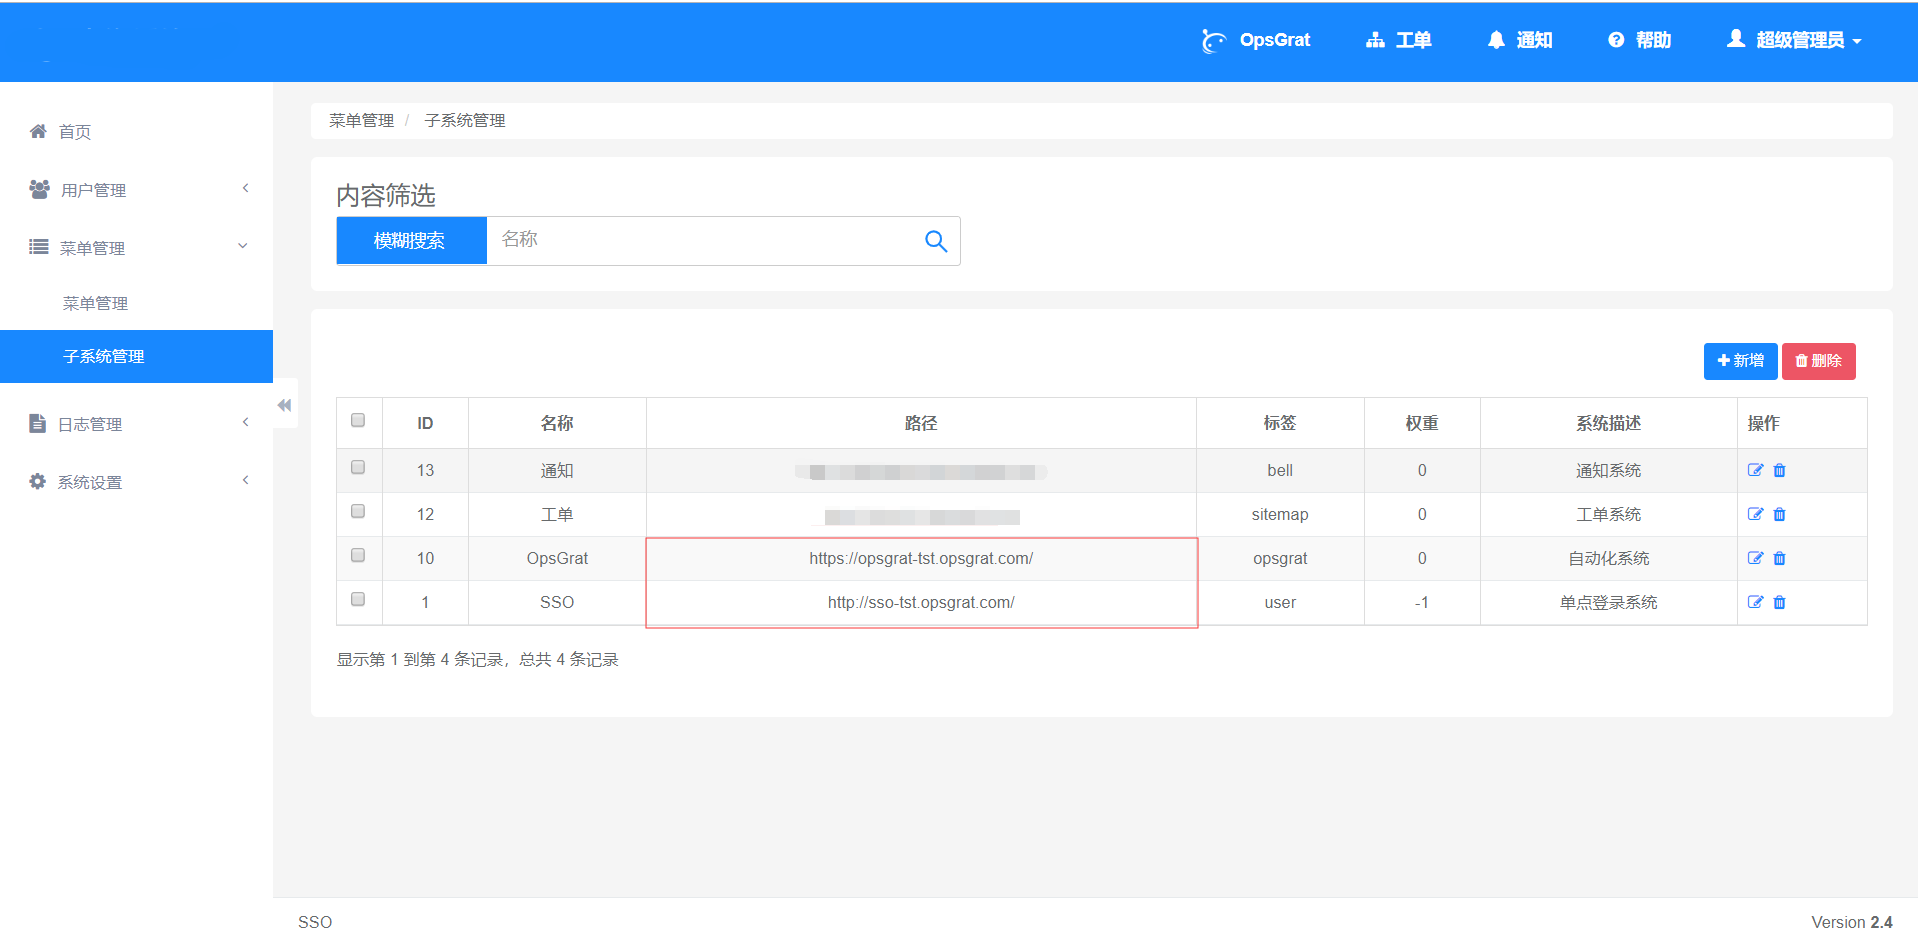 OpsGrat 工单 通知 帮助 超级管理员
首页
用户管理
菜单管理
菜单管理
子系统管理
日志管理
系统设置
菜单管理 / 子系统管理
内容筛选
模糊搜索 名称
新增 删除
ID 名称 路径 标签 权重 系统描述 操作
13 通知 bell 0 通知系统
12 工单 sitemap 0 工单系统
10 OpsGrat https://opsgrat-tst.opsgrat.com/ opsgrat 0 自动化系统
1 SSO http://sso-tst.opsgrat.com/ user -1 单点登录系统
显示第 1 到第 4 条记录，总共 4 条记录
SSO Version 2.4